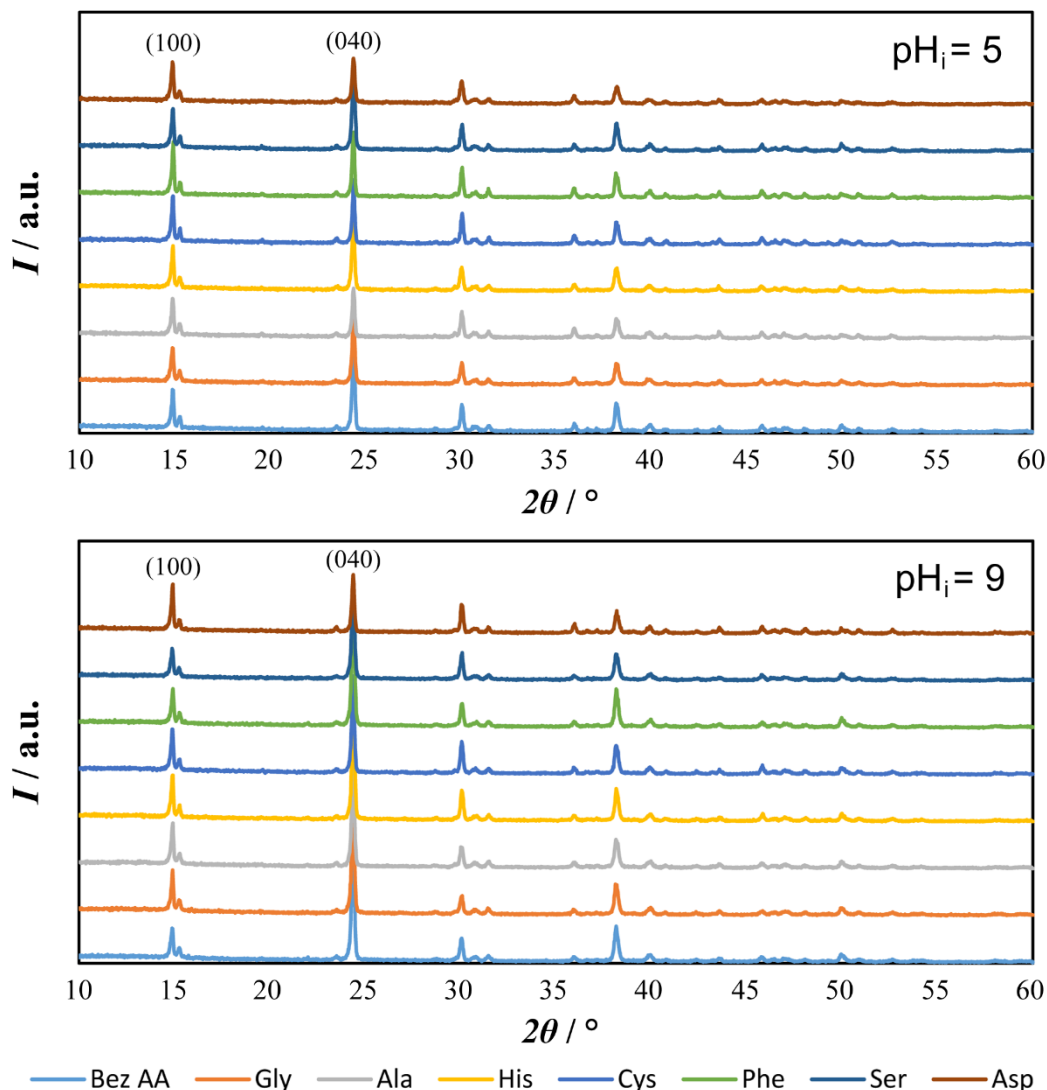 pHi = 5
(100) (040)
I / a.u.
10 15 20 25 30 35 40 45 50 55 60
2θ / °
pHi = 9
(100) (040)
I / a.u.
10 15 20 25 30 35 40 45 50 55 60
2θ / °
Bez AA Gly Ala His Cys Phe Ser Asp